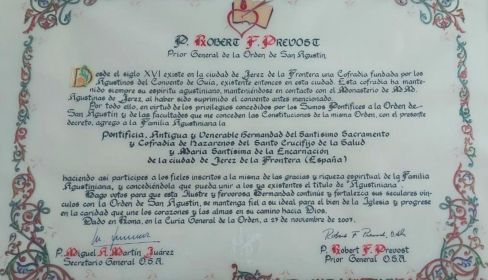 P. Robert F. Prevost
Prior General de la Orden de San Agustín
Desde el siglo XVI existe en la ciudad de Jerez de la Frontera una Cofradía fundada por los
Agustinos del Convento de Guía, existente entonces en esta ciudad. Esta cofradía ha mante-
nido siempre su espíritu agustiniano, manteniéndose en contacto con el Monasterio de MM.
Agustinas de Jerez, al haber sido suprimido el convento antes mencionado.
Por todo ello, en virtud de los privilegios concedidos por los Sumos Pontífices a la Orden de
San Agustín y de las facultades que me conceden las Constituciones de la misma Orden, con el presente
decreto, agrego a la Familia Agustiniana la
Pontificia, Antigua y Venerable Hermandad del Santísimo Sacramento
y Cofradía de Nazarenos del Santo Crucifijo de la Salud
y María Santísima de la Encarnación
de la ciudad de Jerez de la Frontera (España)
haciendo así partícipes a los fieles inscritos a la misma de las gracias y riqueza espiritual de la Familia
Agustiniana, y concediéndole que pueda unir a los ya existentes el título de "Agustiniana".
Hago votos para que esta Ilustre y fervorosa Hermandad continúe y fortalezca sus seculares vín-
culos con la Orden de San Agustín, se mantenga fiel a su ideal para el bien de la Iglesia y progrese
en la caridad que une los corazones y las almas en su camino hacia Dios.
Dado en Roma, en la Curia General de la Orden, a 27 de noviembre de 2007.
Robert F. Prevost, OSA
P. Miguel A. Martín Juárez
Secretario General O.S.A.
P. Robert F. Prevost
Prior General O.S.A.